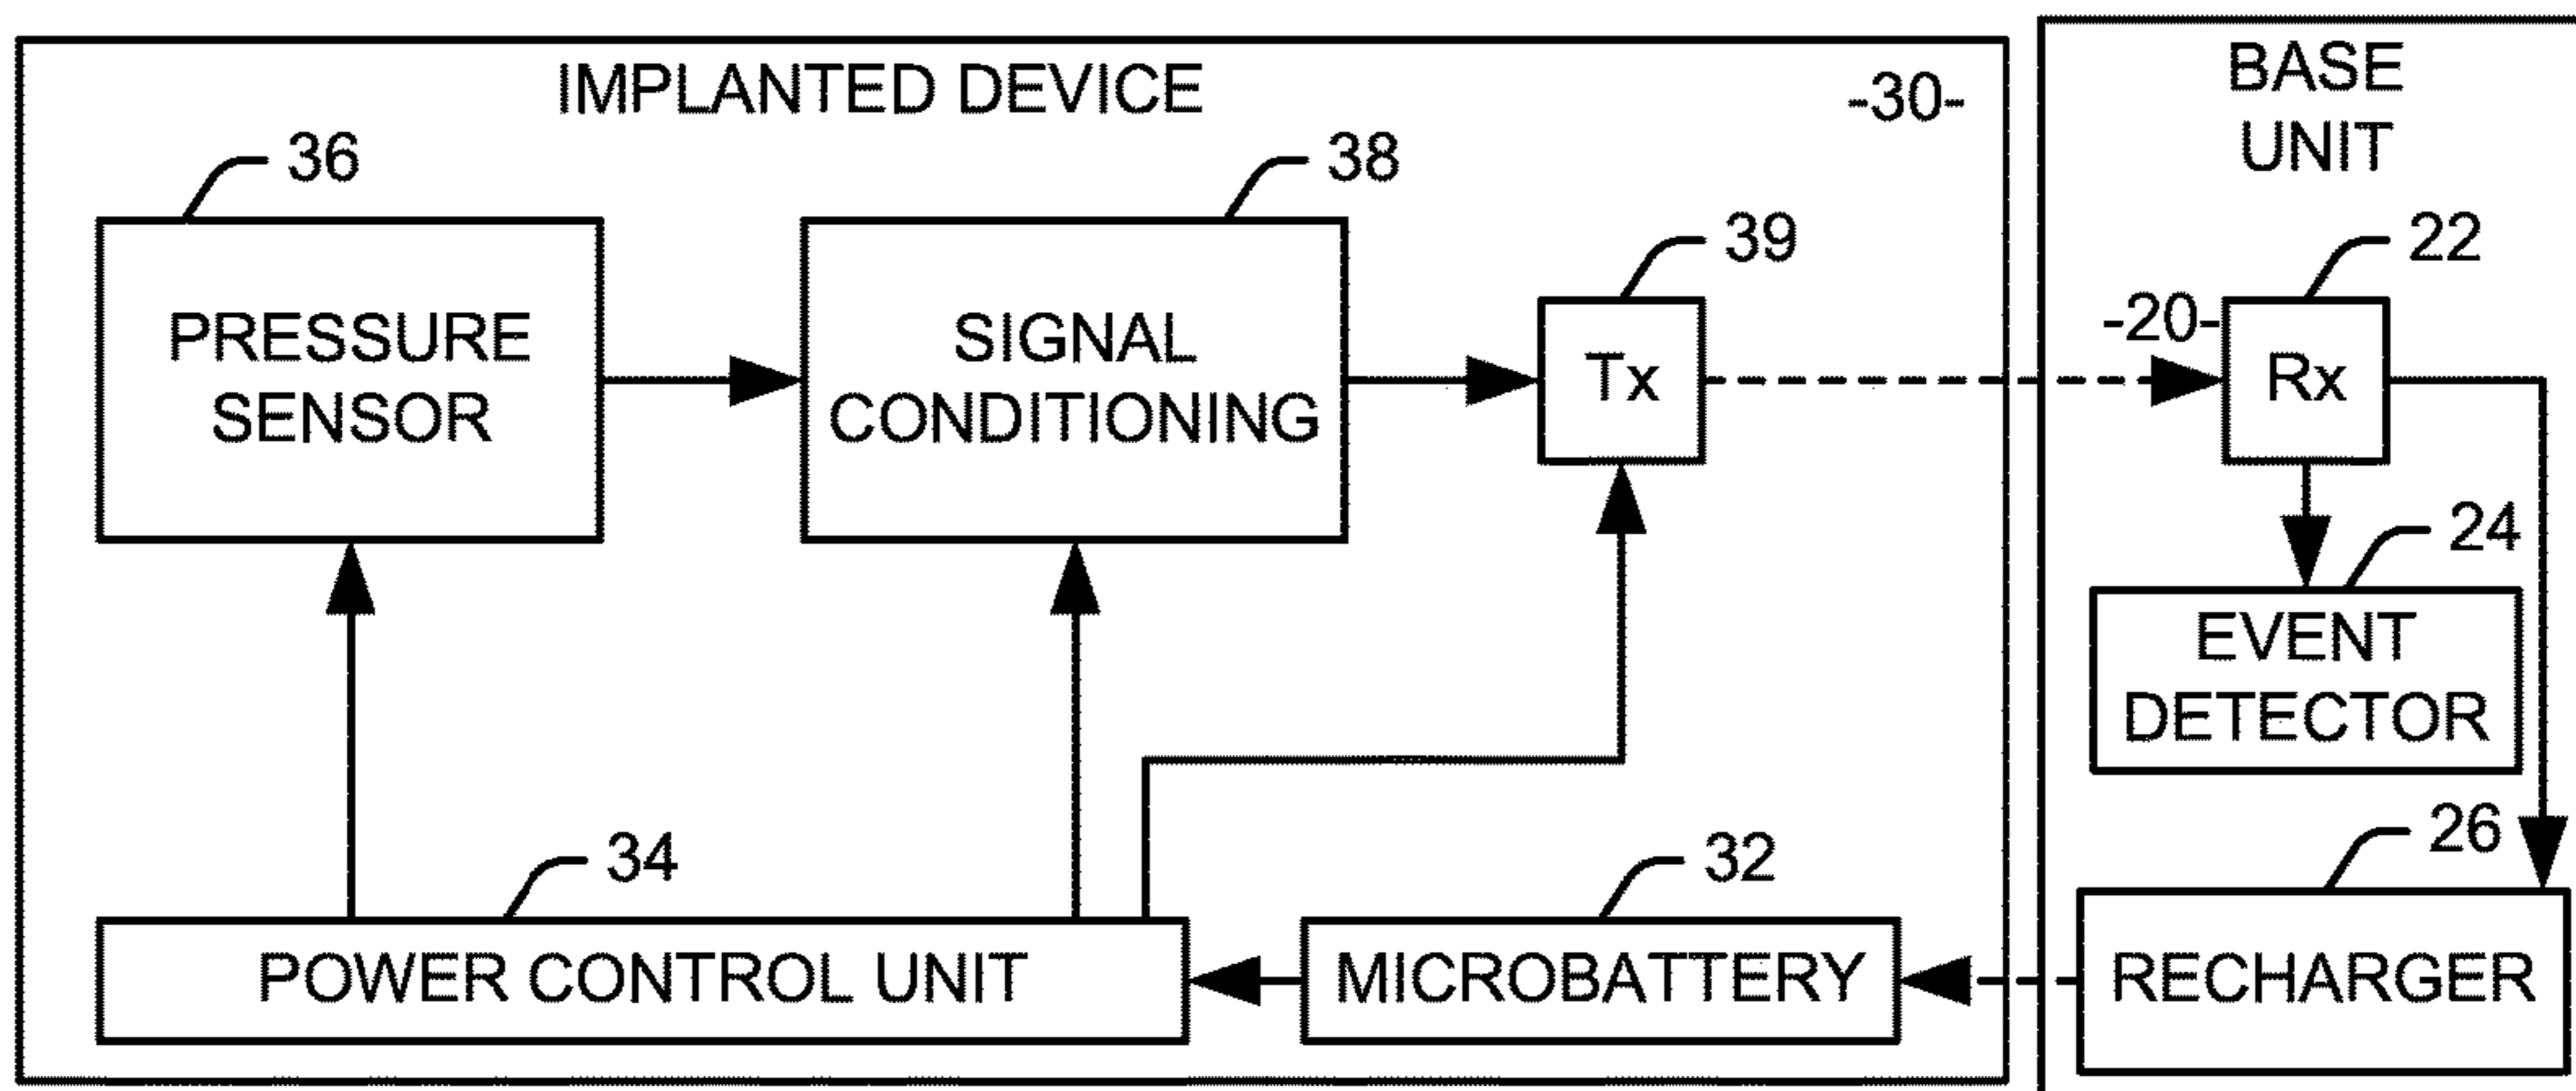 IMPLANTED DEVICE
-30-
36
38
39
PRESSURE
SENSOR
SIGNAL
CONDITIONING
Tx
34
32
POWER CONTROL UNIT
MICROBATTERY
BASE
UNIT
22
-20-
Rx
24
EVENT
DETECTOR
26
RECHARGER